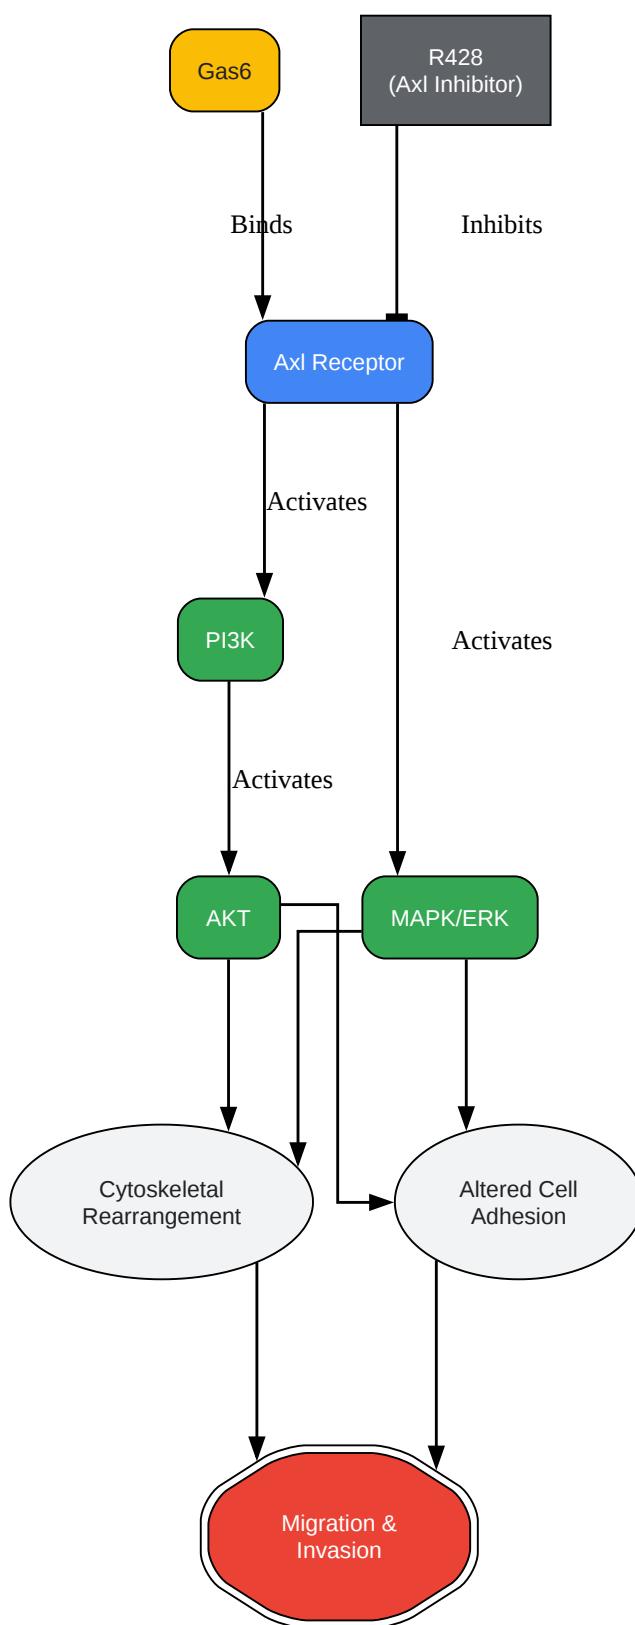 Gas6
R428
(Axl Inhibitor)
Binds
Inhibits
Axl Receptor
Activates
PI3K
Activates
Activates
AKT
MAPK/ERK
Cytoskeletal
Rearrangement
Altered Cell
Adhesion
Migration &
Invasion